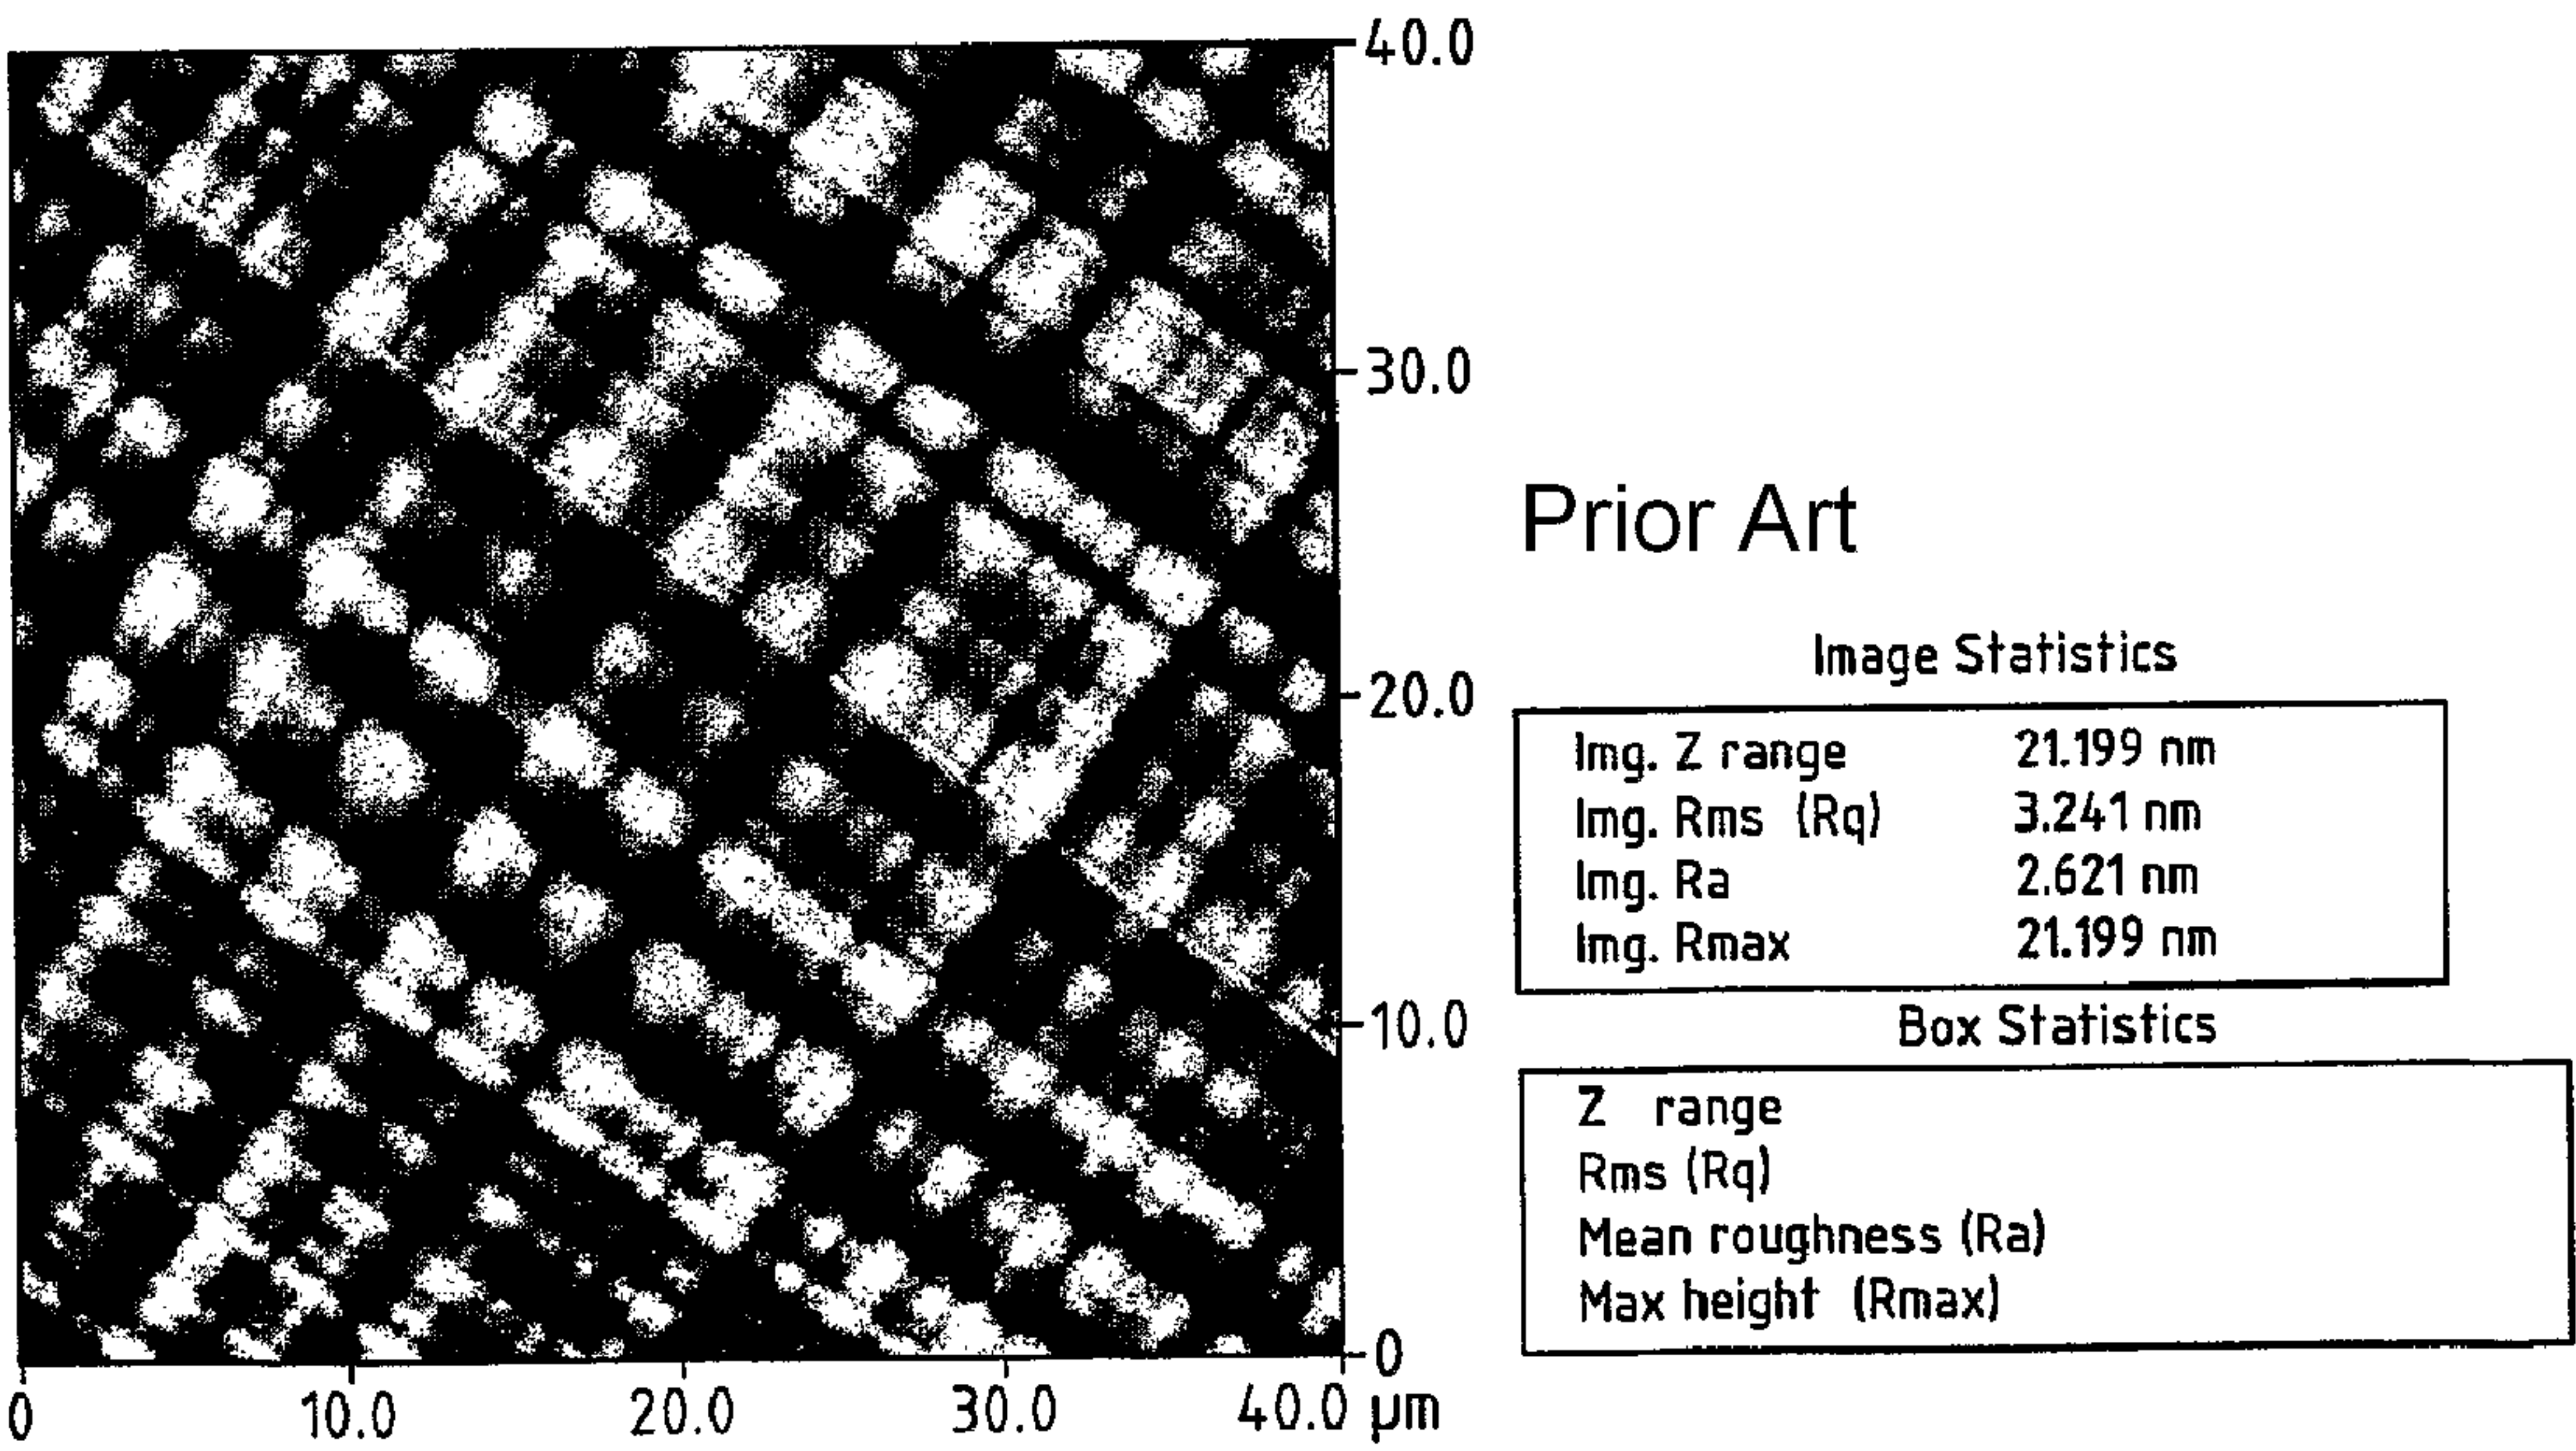 40.0
30.0
20.0
10.0
0
0 10.0 20.0 30.0 40.0 µm
Prior Art
Image Statistics
Img. Z range 21.199 nm
Img. Rms (Rq) 3.241 nm
Img. Ra 2.621 nm
Img. Rmax 21.199 nm
Box Statistics
Z range
Rms (Rq)
Mean roughness (Ra)
Max height (Rmax)